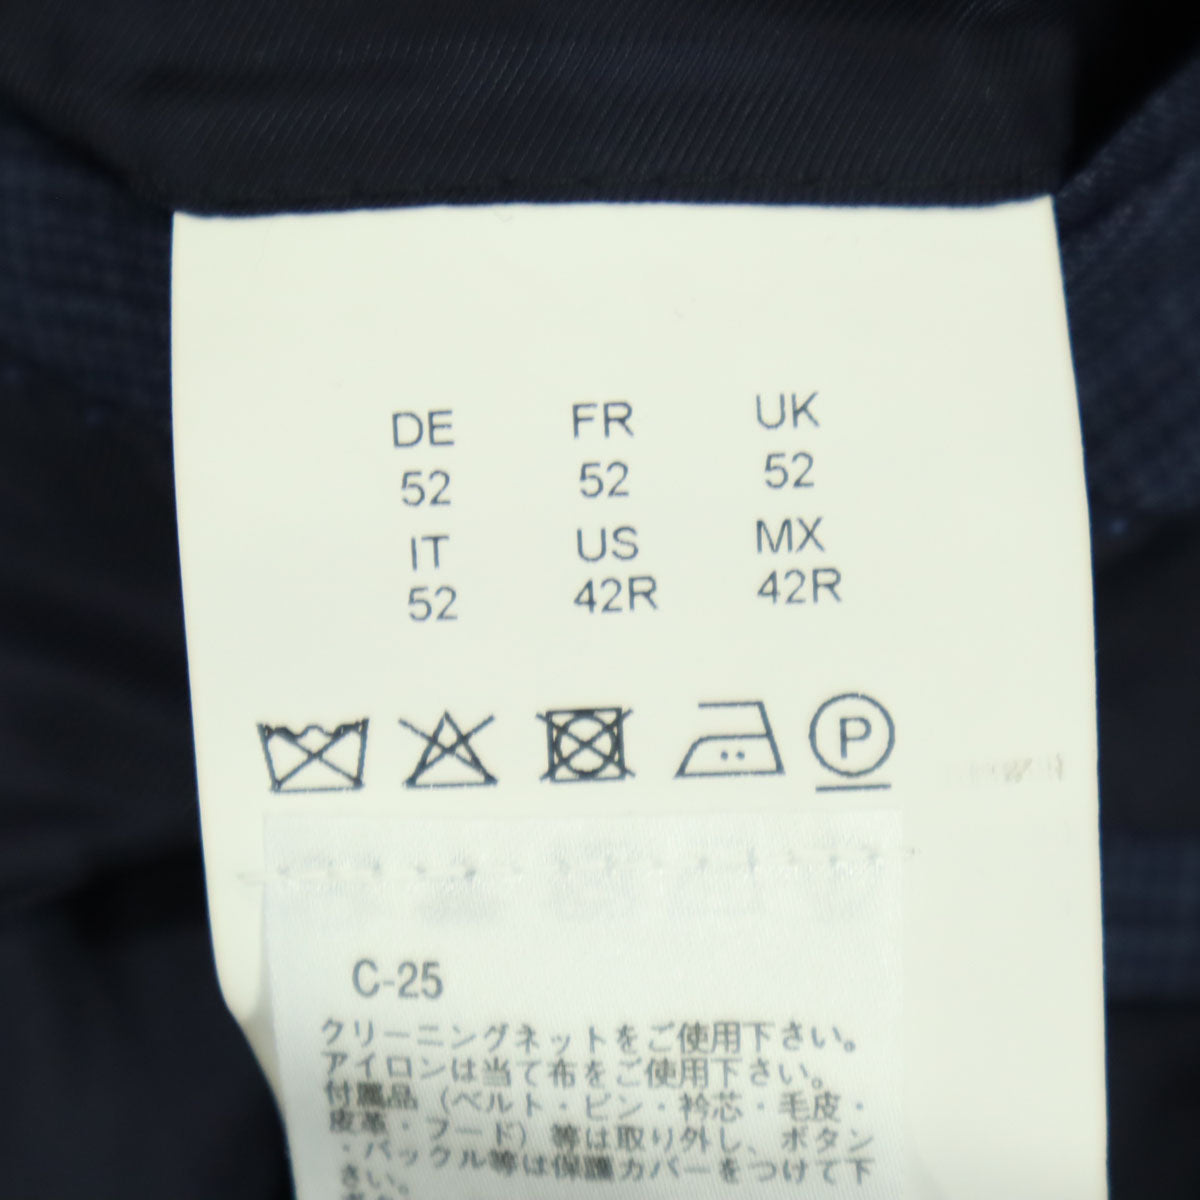 DE FR UK
52 52 52
IT US MX
52 42R 42R
P
C-25
クリーニングネットをご使用下さい。
アイロンは当て布をご使用下さい。
付属品（ベルト・ピン・衿芯・毛皮・
皮革・フード）等は取り外し、ボタン
・バックル等は保護カバーをつけて下
さい。